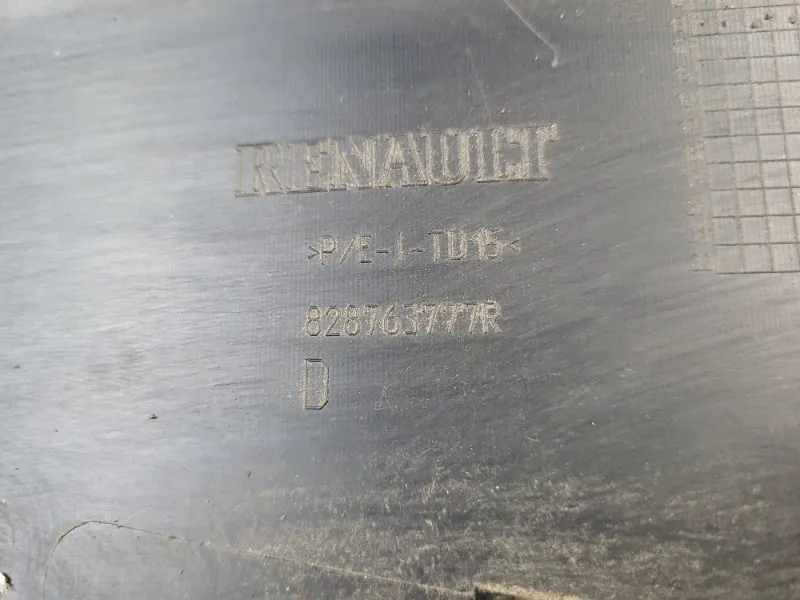 RENAULT
>P/E-I-TD15<
828763777R
D